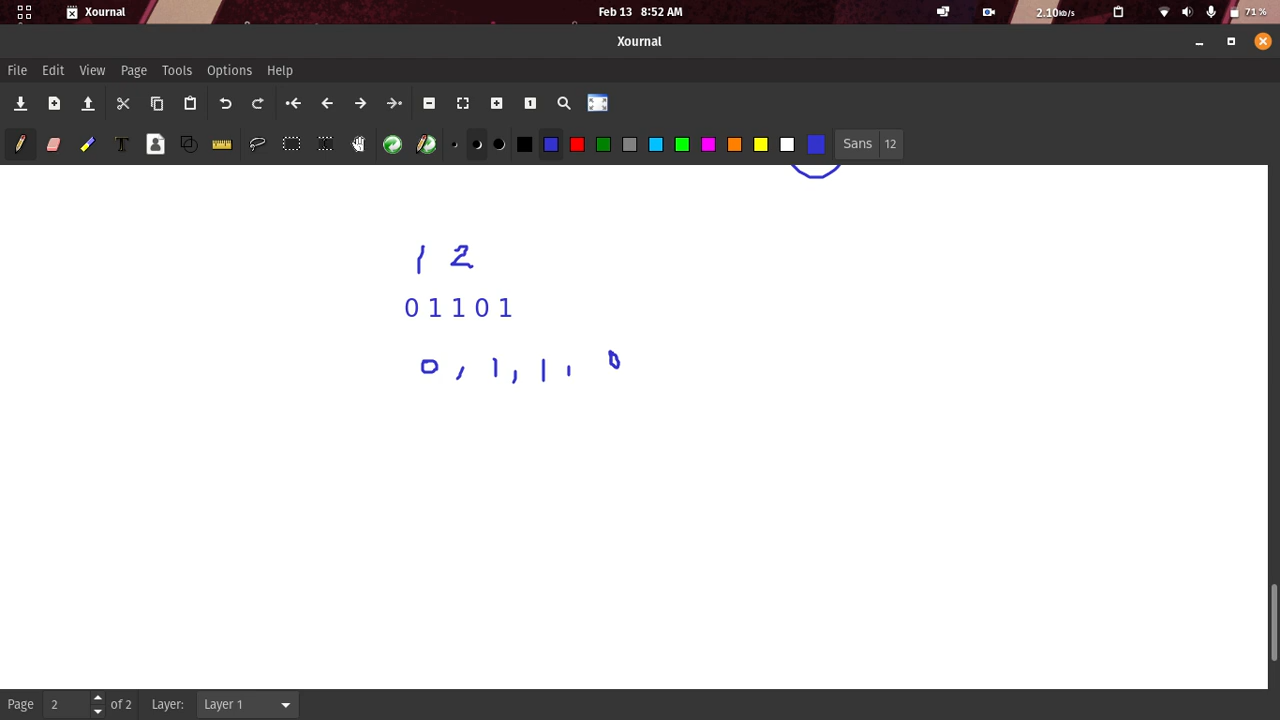 Xournal
Feb 13 8:52 AM
2.10kb/s
71 %
Xournal
File Edit View Page Tools Options Help
1
T
Sans 12
1 2
0 1 1 0 1
0 , 1 , 1 , 0
Page 2 of 2 Layer: Layer 1